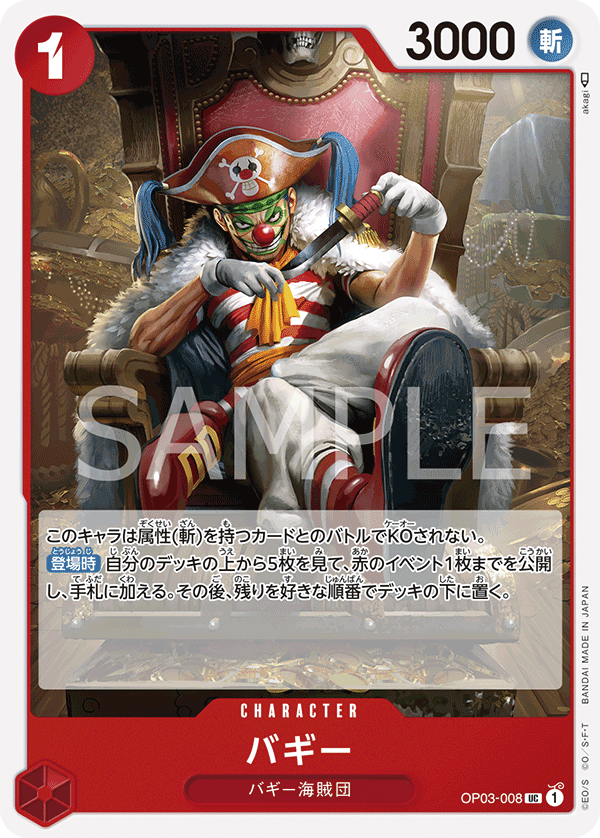 1
3000
斬
akagi
SAMPLE
このキャラは属性(斬)を持つカードとのバトルでKOされない。
登場時 自分のデッキの上から5枚を見て、赤のイベント1枚までを公開
し、手札に加える。その後、残りを好きな順番でデッキの下に置く。
CHARACTER
バギー
バギー海賊団
OP03-008 UC 1
©E.O/S ©O/S・F・T BANDAI MADE IN JAPAN